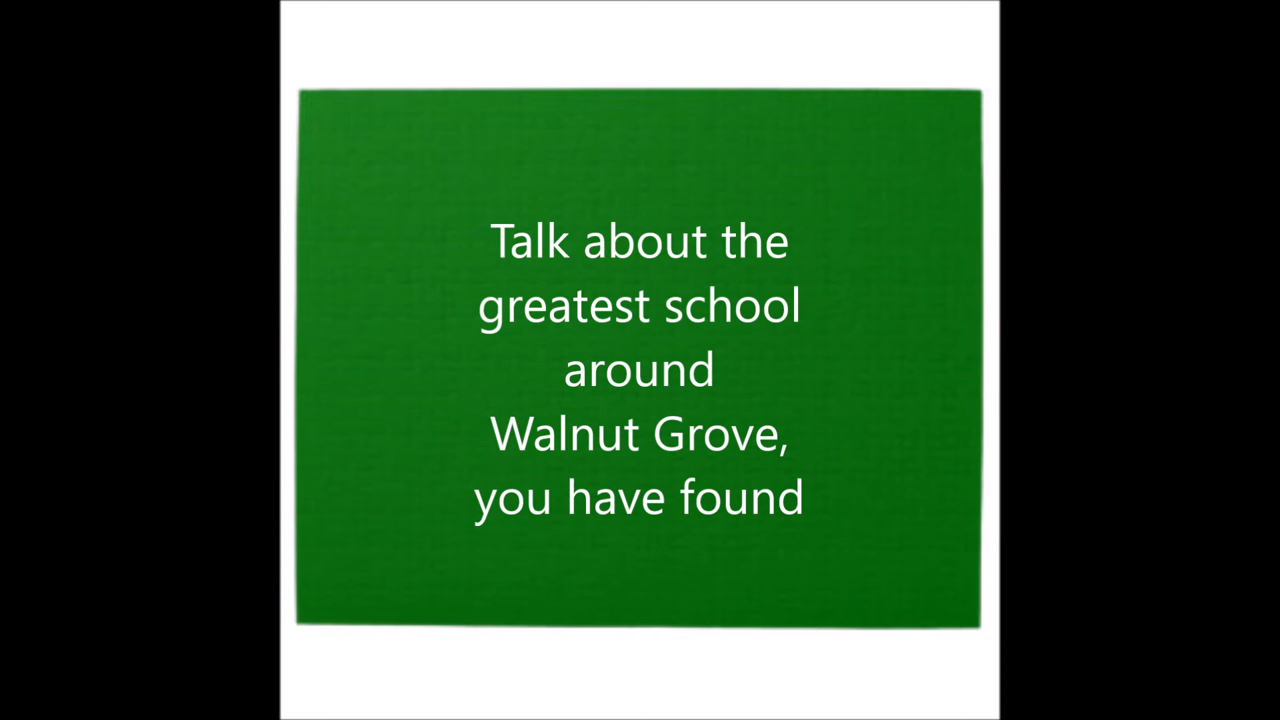 Talk about the
greatest school
around
Walnut Grove,
you have found